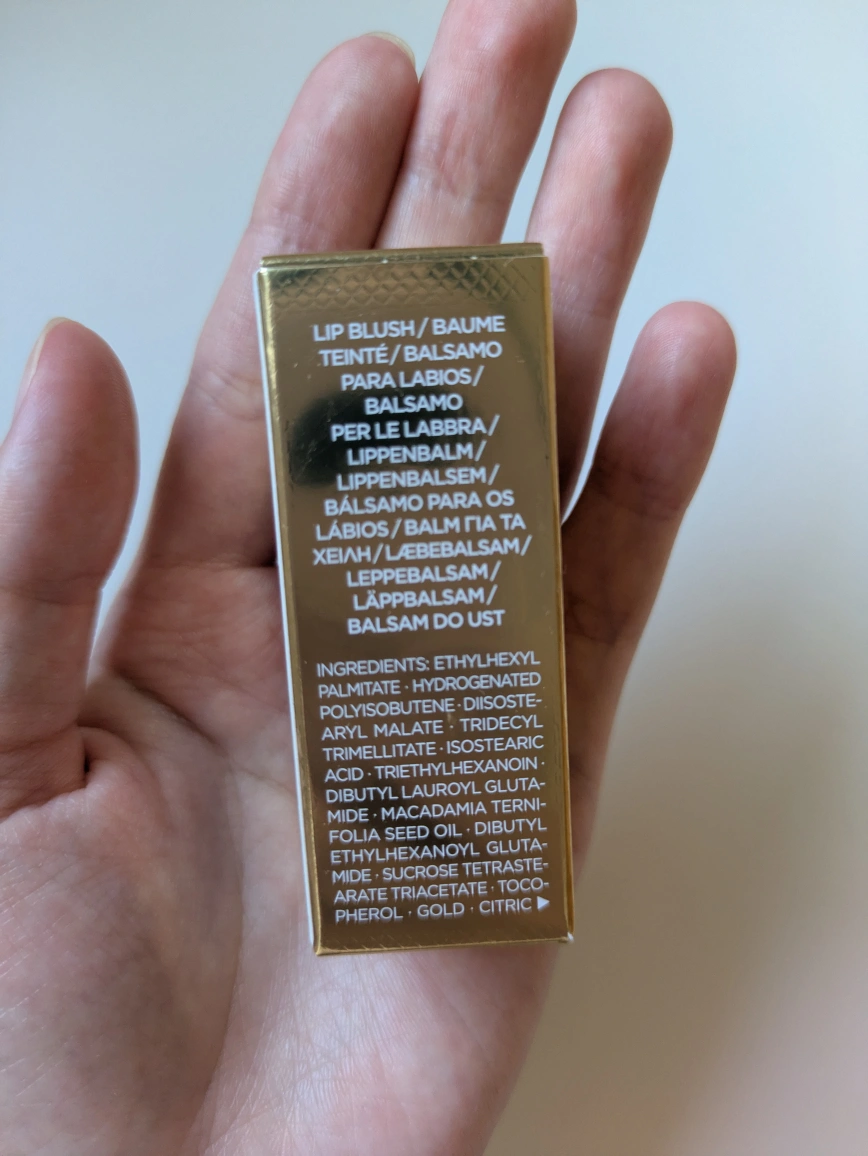 LIP BLUSH / BAUME
TEINTÉ / BALSAMO
PARA LABIOS /
BALSAMO
PER LE LABBRA /
LIPPENBALM /
LIPPENBALSEM /
BÁLSAMO PARA OS
LÁBIOS / BALM ΓΙΑ ΤΑ
ΧΕΙΛΗ / LÆBEBALSAM /
LEPPEBALSAM /
LÄPPBALSAM /
BALSAM DO UST
INGREDIENTS: ETHYLHEXYL
PALMITATE · HYDROGENATED
POLYISOBUTENE · DIISOSTE-
ARYL MALATE · TRIDECYL
TRIMELLITATE · ISOSTEARIC
ACID · TRIETHYLHEXANOIN ·
DIBUTYL LAUROYL GLUTA-
MIDE · MACADAMIA TERNI-
FOLIA SEED OIL · DIBUTYL
ETHYLHEXANOYL GLUTA-
MIDE · SUCROSE TETRASTE-
ARATE TRIACETATE · TOCO-
PHEROL · GOLD · CITRIC ▶